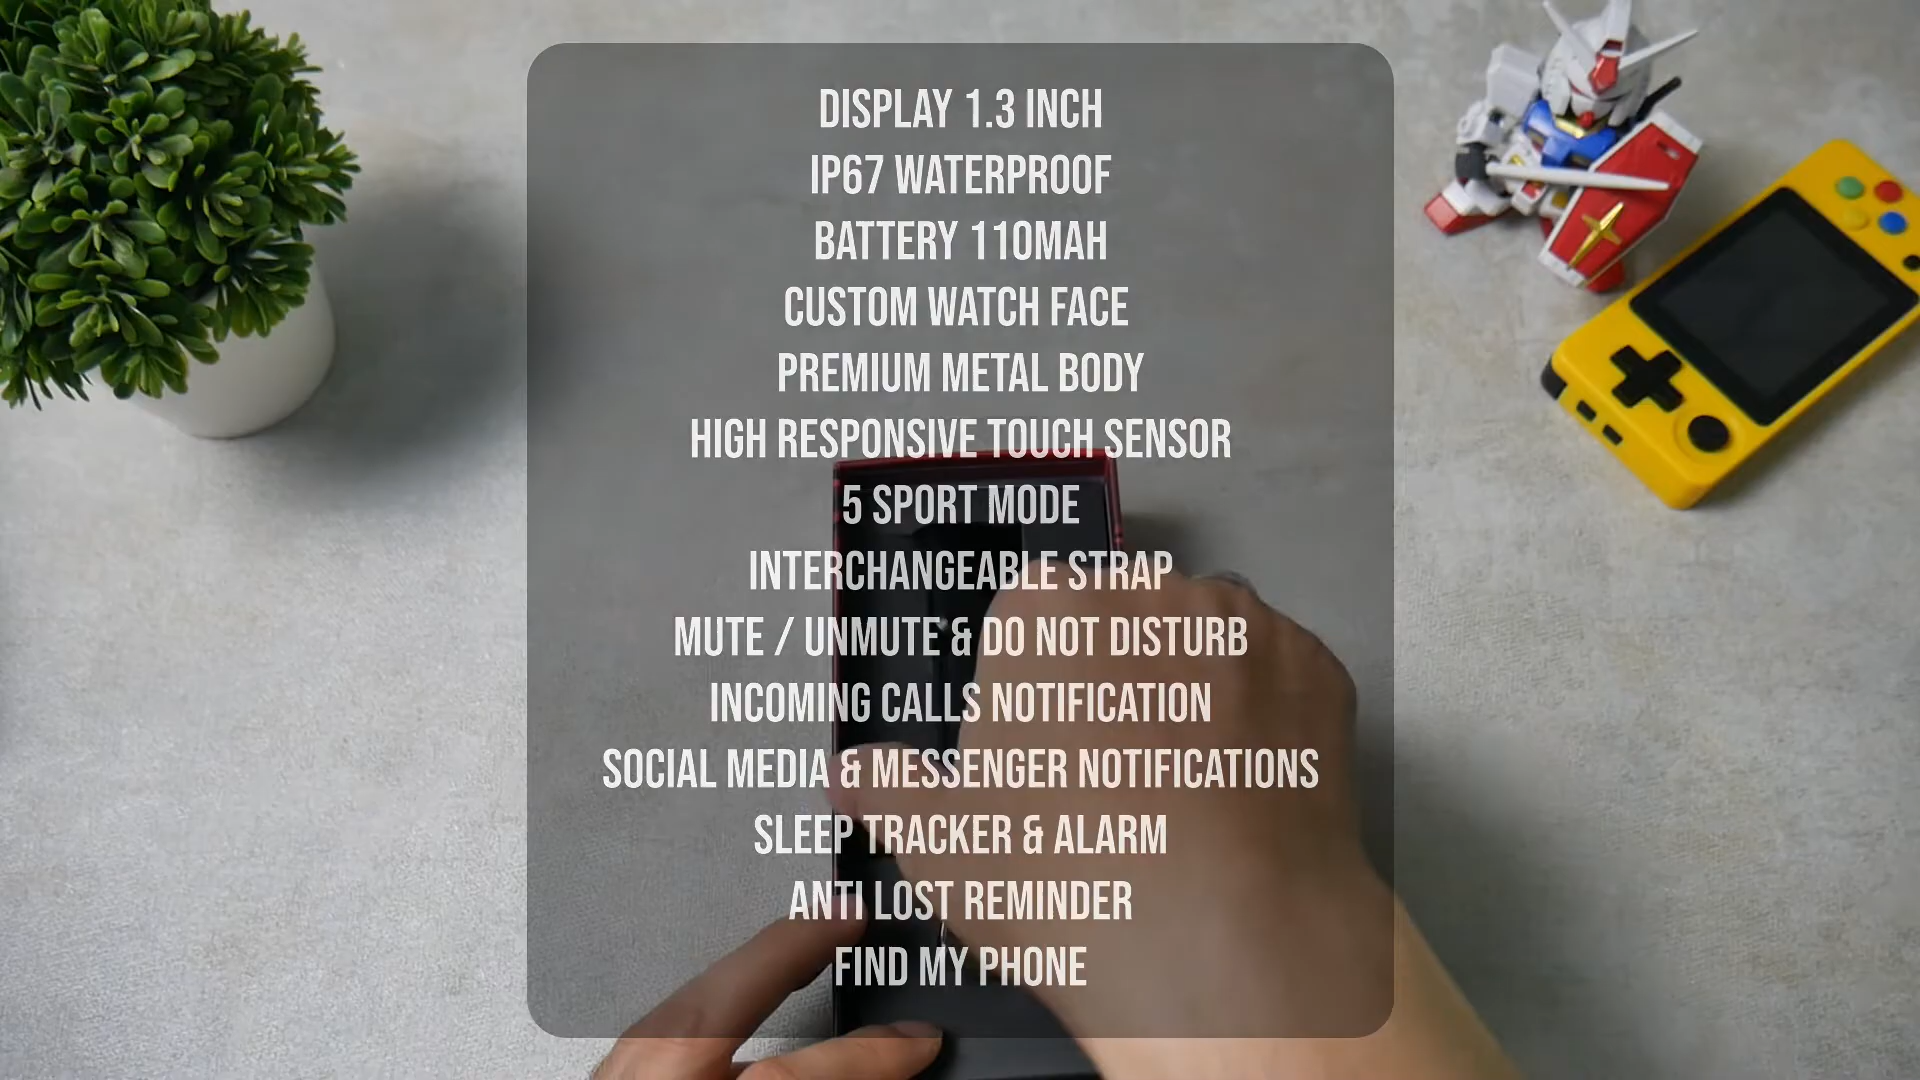 DISPLAY 1.3 INCH
IP67 WATERPROOF
BATTERY 110MAH
CUSTOM WATCH FACE
PREMIUM METAL BODY
HIGH RESPONSIVE TOUCH SENSOR
5 SPORT MODE
INTERCHANGEABLE STRAP
MUTE / UNMUTE & DO NOT DISTURB
INCOMING CALLS NOTIFICATION
SOCIAL MEDIA & MESSENGER NOTIFICATIONS
SLEEP TRACKER & ALARM
ANTI LOST REMINDER
FIND MY PHONE